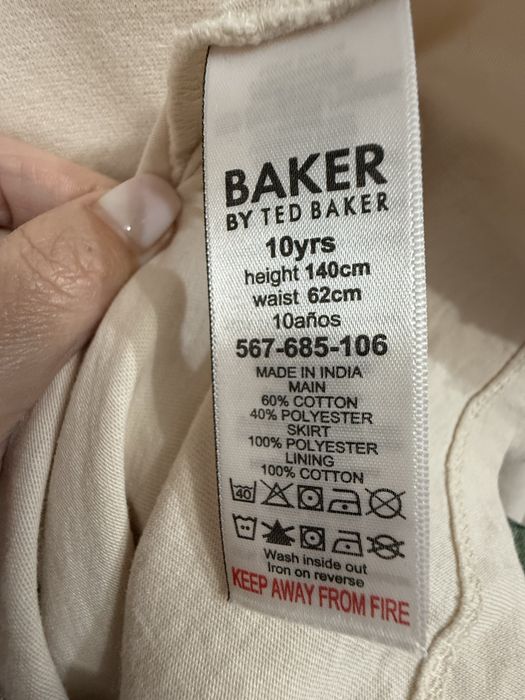 BAKER
BY TED BAKER
10yrs
height 140cm
waist 62cm
10años
567-685-106
MADE IN INDIA
MAIN
60% COTTON
40% POLYESTER
SKIRT
100% POLYESTER
LINING
100% COTTON
40
Wash inside out
Iron on reverse
KEEP AWAY FROM FIRE